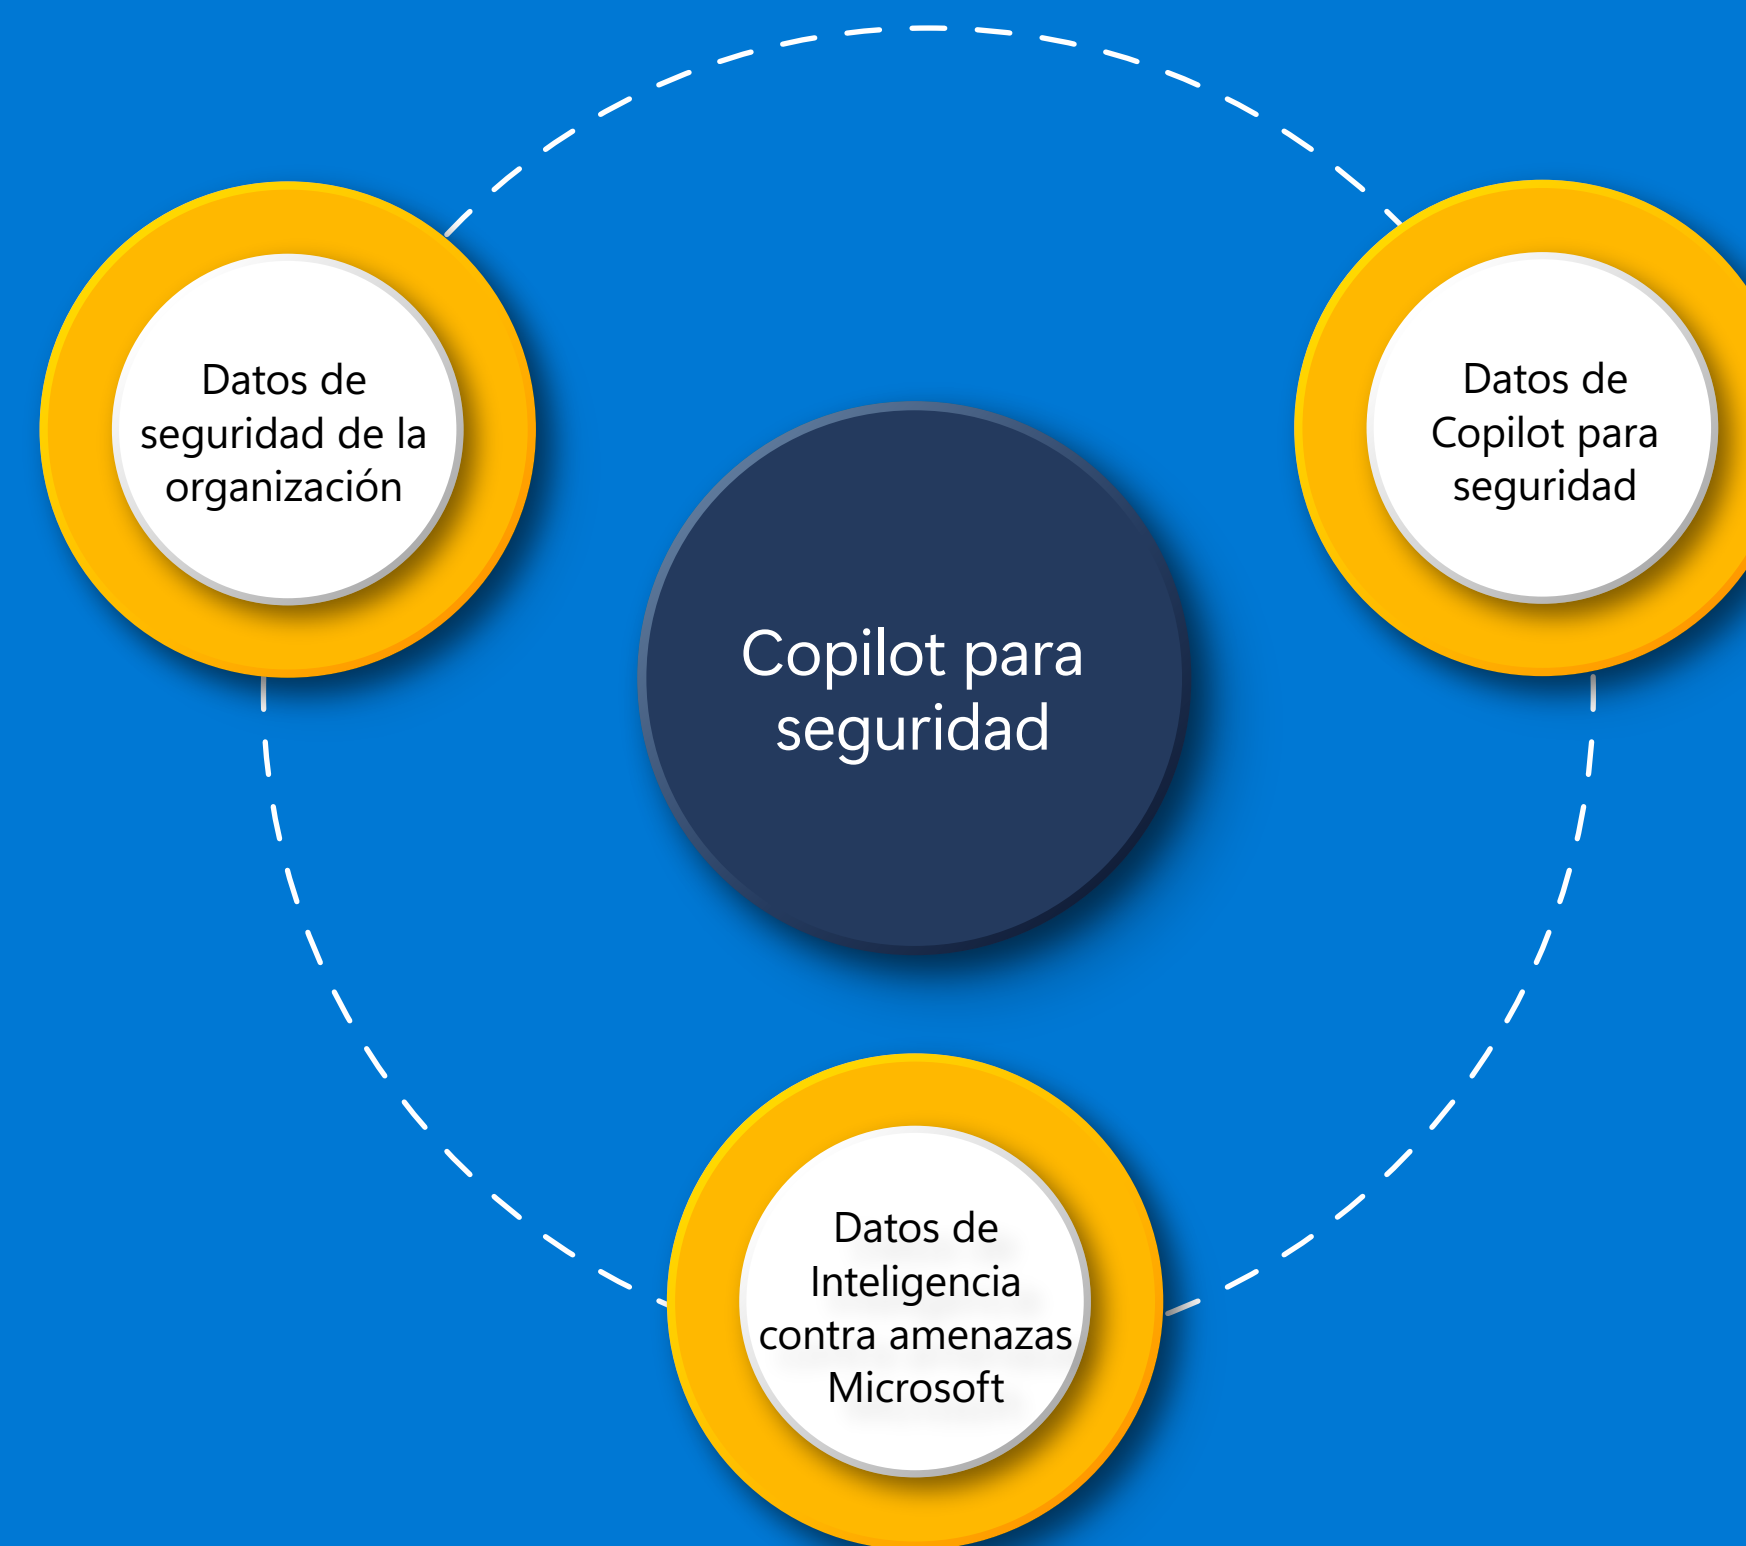 Datos de
seguridad de la
organización
Datos de
Copilot para
seguridad
Copilot para
seguridad
Datos de
Inteligencia
contra amenazas
Microsoft